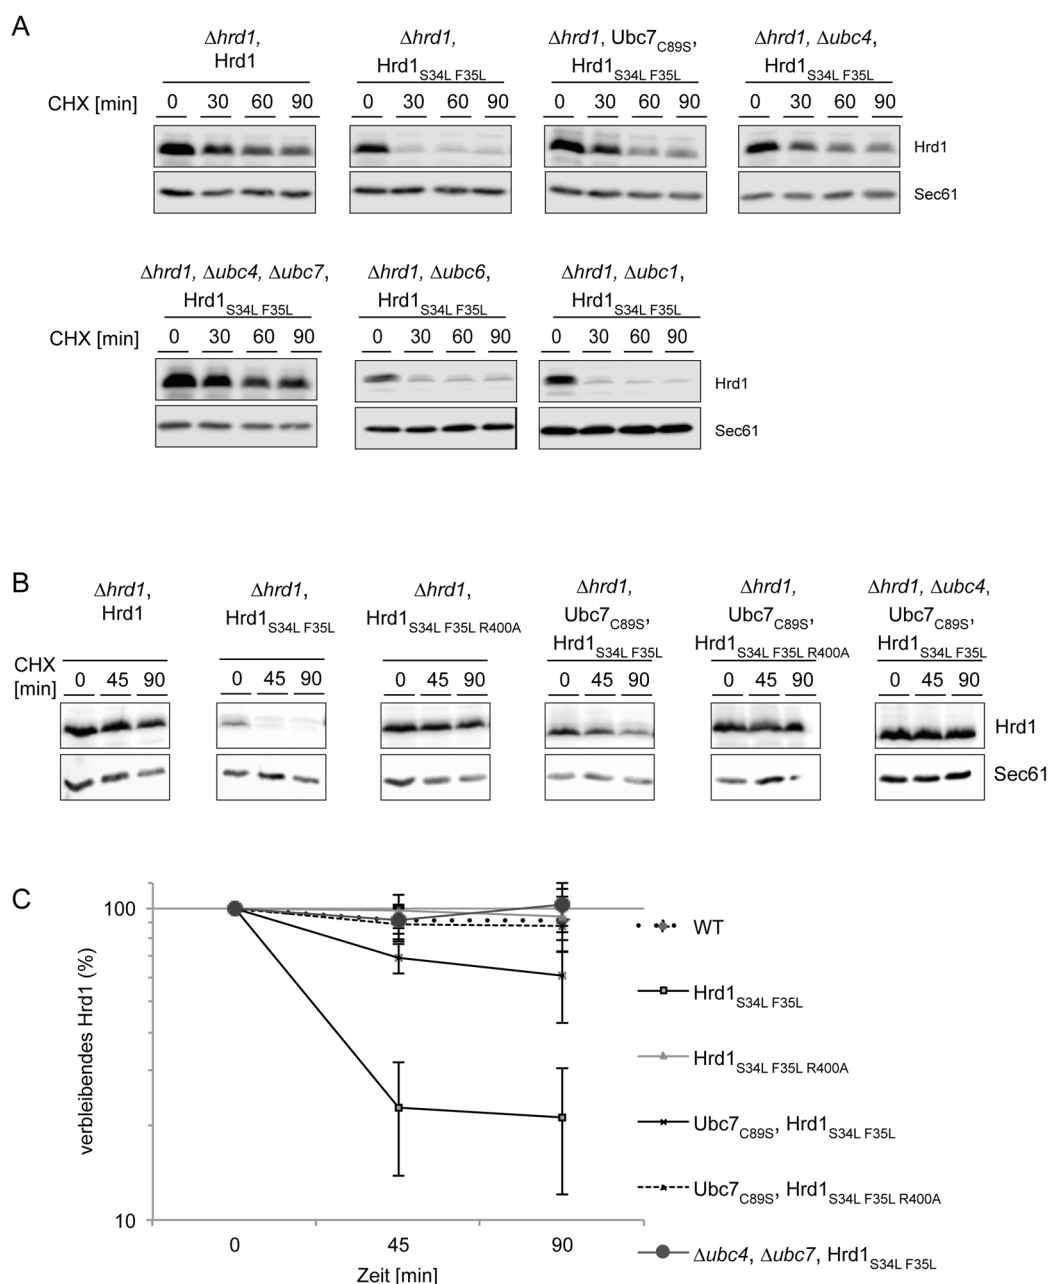 A
Δhrd1, Hrd1
Δhrd1, Hrd1S34L F35L
Δhrd1, Ubc7C89S, Hrd1S34L F35L
Δhrd1, Δubc4, Hrd1S34L F35L
CHX [min] 0 30 60 90 0 30 60 90 0 30 60 90 0 30 60 90
Hrd1
Sec61
Δhrd1, Δubc4, Δubc7, Hrd1S34L F35L
Δhrd1, Δubc6, Hrd1S34L F35L
Δhrd1, Δubc1, Hrd1S34L F35L
CHX [min] 0 30 60 90 0 30 60 90 0 30 60 90
Hrd1
Sec61
B
Δhrd1, Hrd1
Δhrd1, Hrd1S34L F35L
Δhrd1, Hrd1S34L F35L R400A
Δhrd1, Ubc7C89S, Hrd1S34L F35L
Δhrd1, Ubc7C89S, Hrd1S34L F35L R400A
Δhrd1, Δubc4, Ubc7C89S, Hrd1S34L F35L
CHX [min] 0 45 90 0 45 90 0 45 90 0 45 90 0 45 90 0 45 90
Hrd1
Sec61
C
verbleibendes Hrd1 (%)
100
10
0 45 90
Zeit [min]
WT
Hrd1S34L F35L
Hrd1S34L F35L R400A
Ubc7C89S, Hrd1S34L F35L
Ubc7C89S, Hrd1S34L F35L R400A
Δubc4, Δubc7, Hrd1S34L F35L